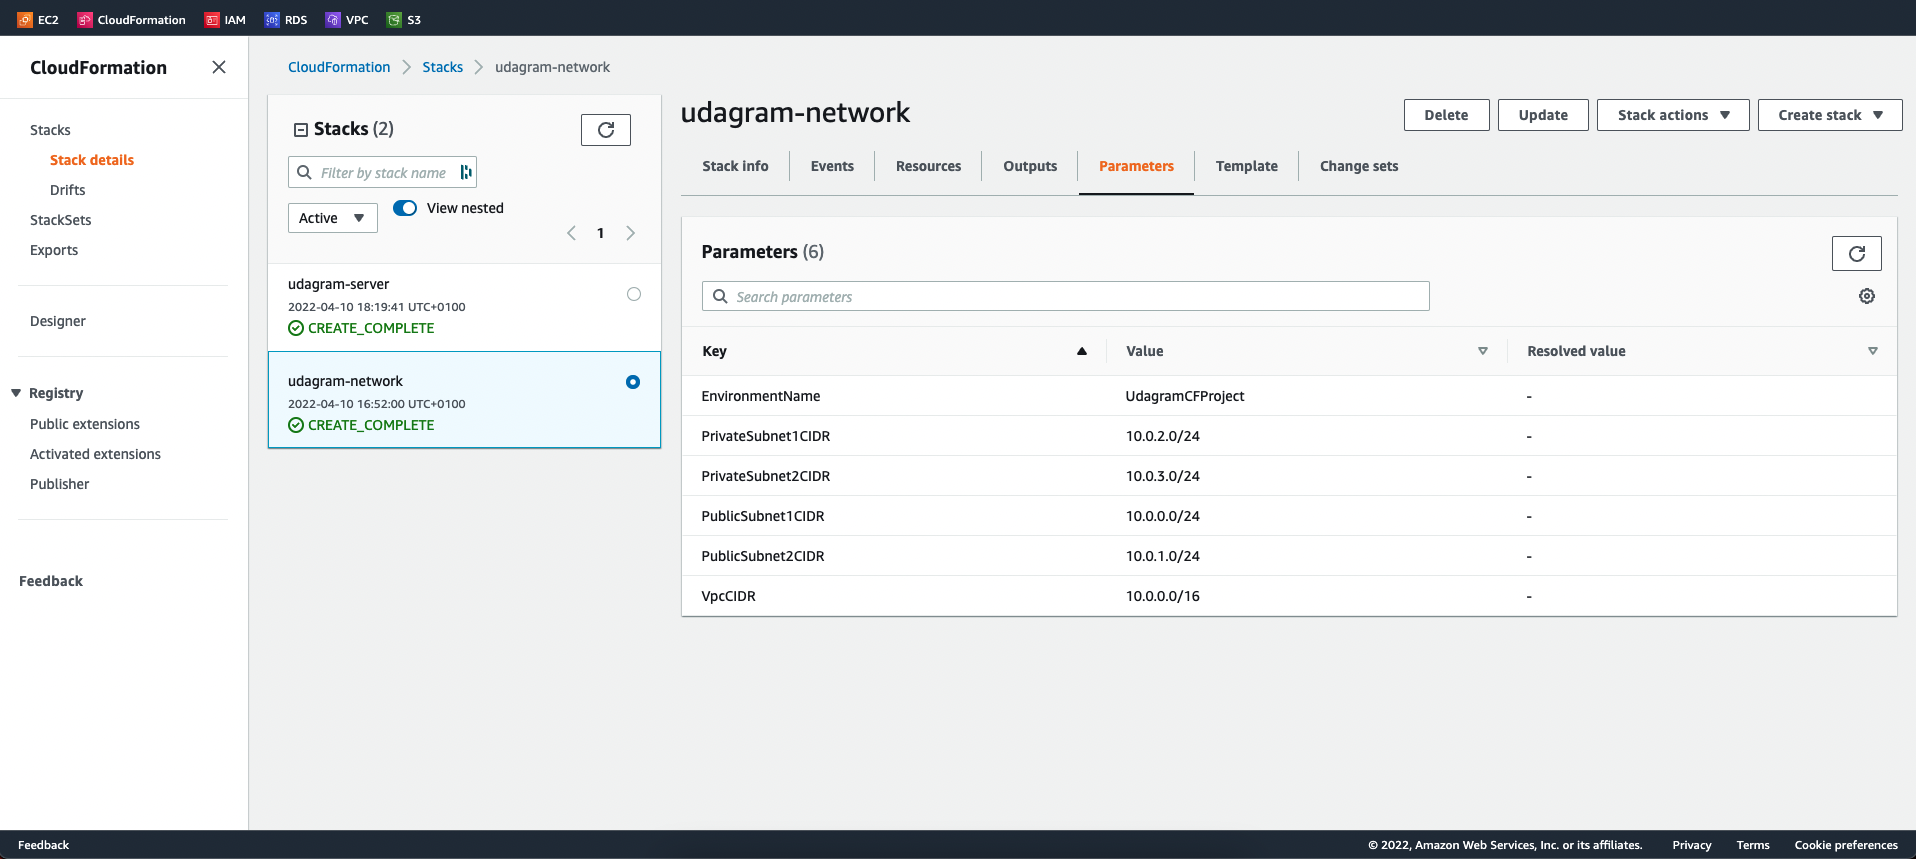 EC2 CloudFormation IAM RDS VPC S3
CloudFormation
Stacks
Stack details
Drifts
StackSets
Exports
Designer
Registry
Public extensions
Activated extensions
Publisher
Feedback
CloudFormation Stacks udagram-network
Stacks (2)
Filter by stack name
Active
View nested
1
udagram-server
2022-04-10 18:19:41 UTC+0100
CREATE_COMPLETE
udagram-network
2022-04-10 16:52:00 UTC+0100
CREATE_COMPLETE
udagram-network
Delete Update Stack actions Create stack
Stack info Events Resources Outputs Parameters Template Change sets
Parameters (6)
Search parameters
Key Value Resolved value
EnvironmentName UdagramCFProject -
PrivateSubnet1CIDR 10.0.2.0/24 -
PrivateSubnet2CIDR 10.0.3.0/24 -
PublicSubnet1CIDR 10.0.0.0/24 -
PublicSubnet2CIDR 10.0.1.0/24 -
VpcCIDR 10.0.0.0/16 -
Feedback © 2022, Amazon Web Services, Inc. or its affiliates. Privacy Terms Cookie preferences